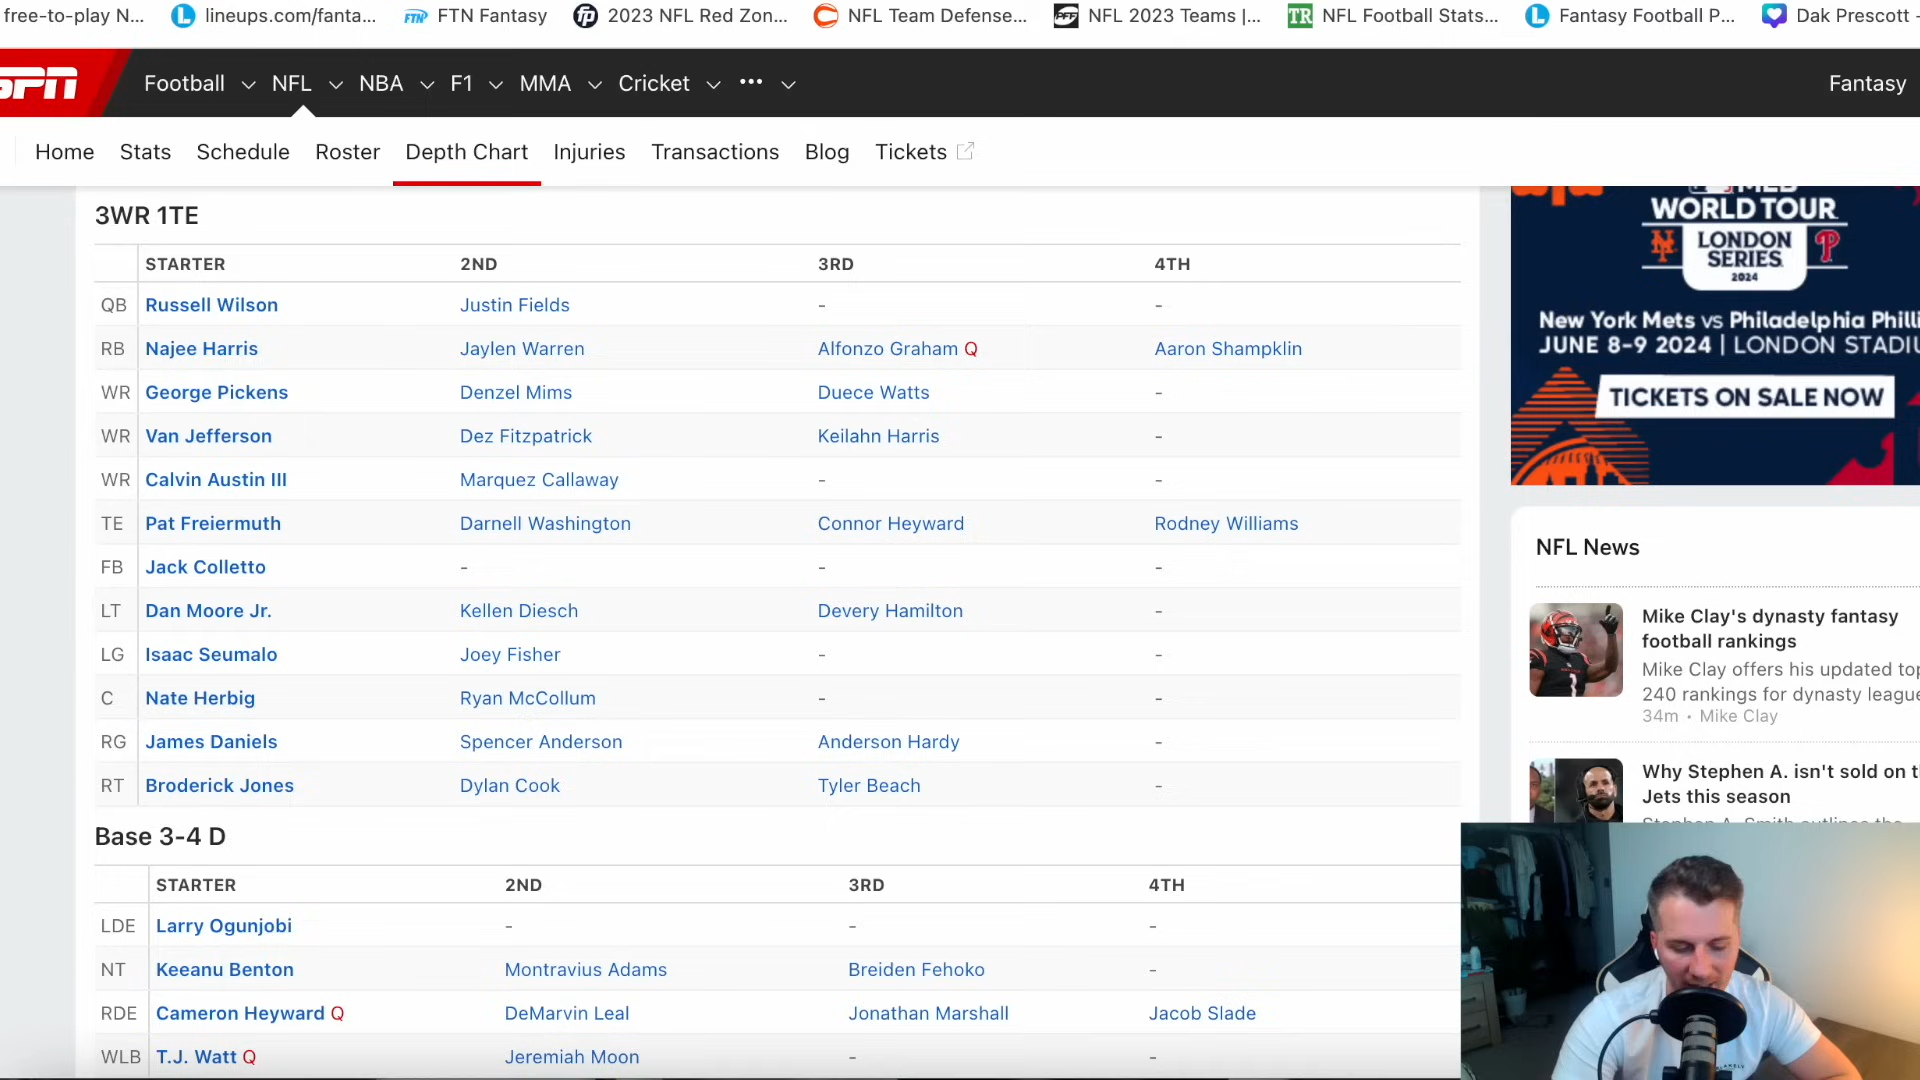 free-to-play N... lineups.com/fanta... FTN Fantasy 2023 NFL Red Zon... NFL Team Defense... NFL 2023 Teams |... NFL Football Stats... Fantasy Football P... Dak Prescott -
ESPN Football NFL NBA F1 MMA Cricket ••• Fantasy
Home Stats Schedule Roster Depth Chart Injuries Transactions Blog Tickets
3WR 1TE
STARTER 2ND 3RD 4TH
QB Russell Wilson Justin Fields - -
RB Najee Harris Jaylen Warren Alfonzo Graham Q Aaron Shampklin
WR George Pickens Denzel Mims Duece Watts -
WR Van Jefferson Dez Fitzpatrick Keilahn Harris -
WR Calvin Austin III Marquez Callaway - -
TE Pat Freiermuth Darnell Washington Connor Heyward Rodney Williams
FB Jack Colletto - - -
LT Dan Moore Jr. Kellen Diesch Devery Hamilton -
LG Isaac Seumalo Joey Fisher - -
C Nate Herbig Ryan McCollum - -
RG James Daniels Spencer Anderson Anderson Hardy -
RT Broderick Jones Dylan Cook Tyler Beach -
Base 3-4 D
STARTER 2ND 3RD 4TH
LDE Larry Ogunjobi - - -
NT Keeanu Benton Montravius Adams Breiden Fehoko -
RDE Cameron Heyward Q DeMarvin Leal Jonathan Marshall Jacob Slade
WLB T.J. Watt Q Jeremiah Moon - -
WORLD TOUR
LONDON
SERIES
2024
New York Mets vs Philadelphia Philli
JUNE 8-9 2024 | LONDON STADIU
TICKETS ON SALE NOW
NFL News
Mike Clay's dynasty fantasy
football rankings
Mike Clay offers his updated top
240 rankings for dynasty league
34m • Mike Clay
Why Stephen A. isn't sold on t
Jets this season